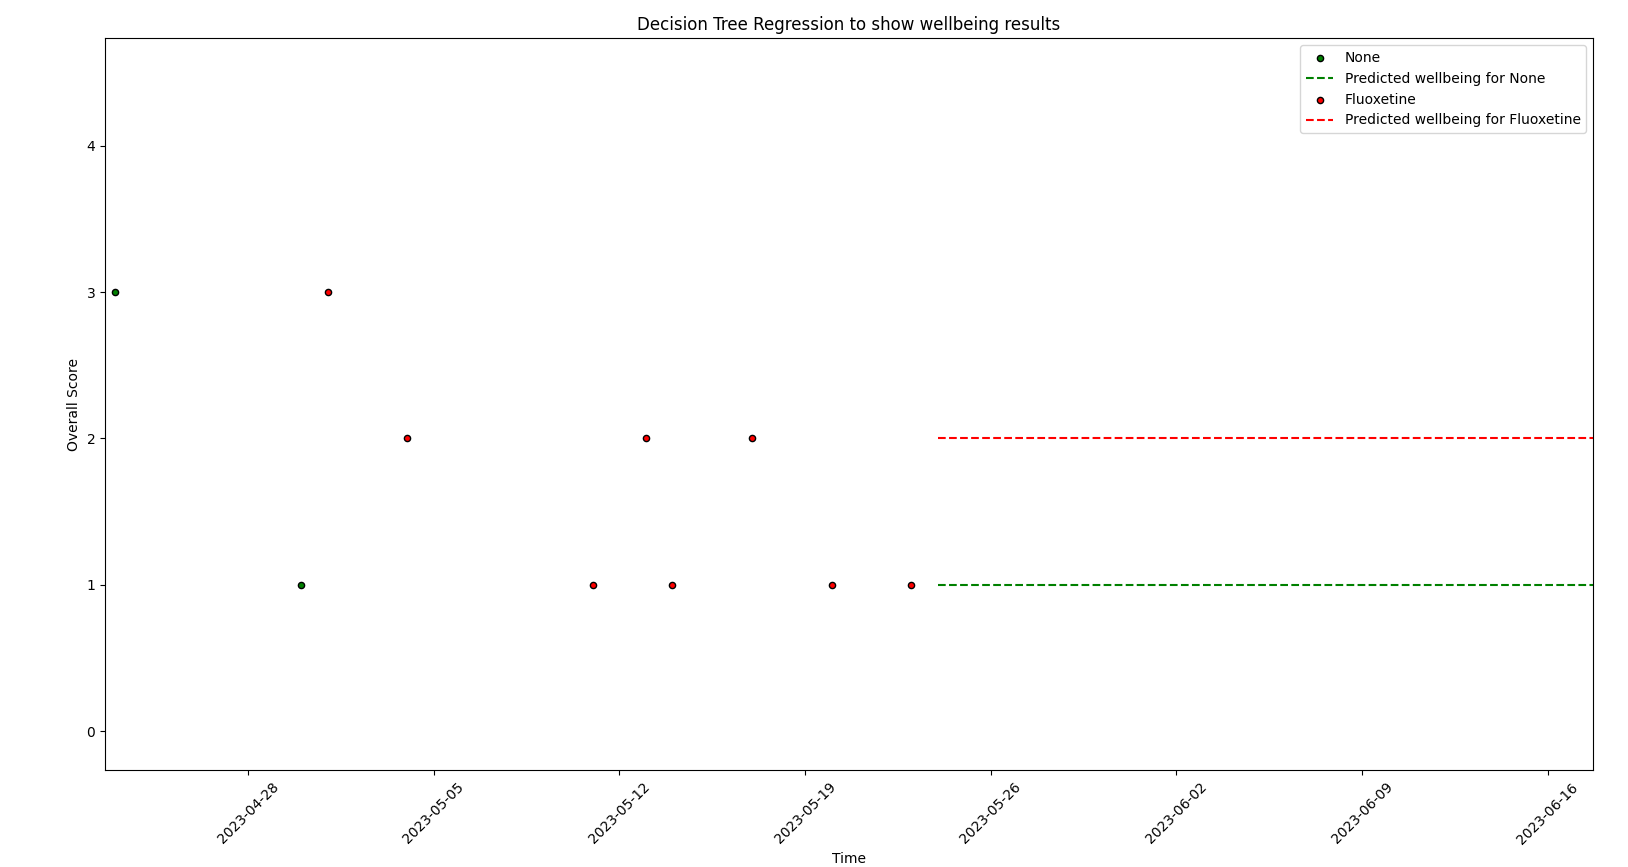 Decision Tree Regression to show wellbeing results
None
Predicted wellbeing for None
Fluoxetine
Predicted wellbeing for Fluoxetine
4
3
2
1
0
Overall Score
2023-04-28
2023-05-05
2023-05-12
2023-05-19
2023-05-26
2023-06-02
2023-06-09
2023-06-16
Time